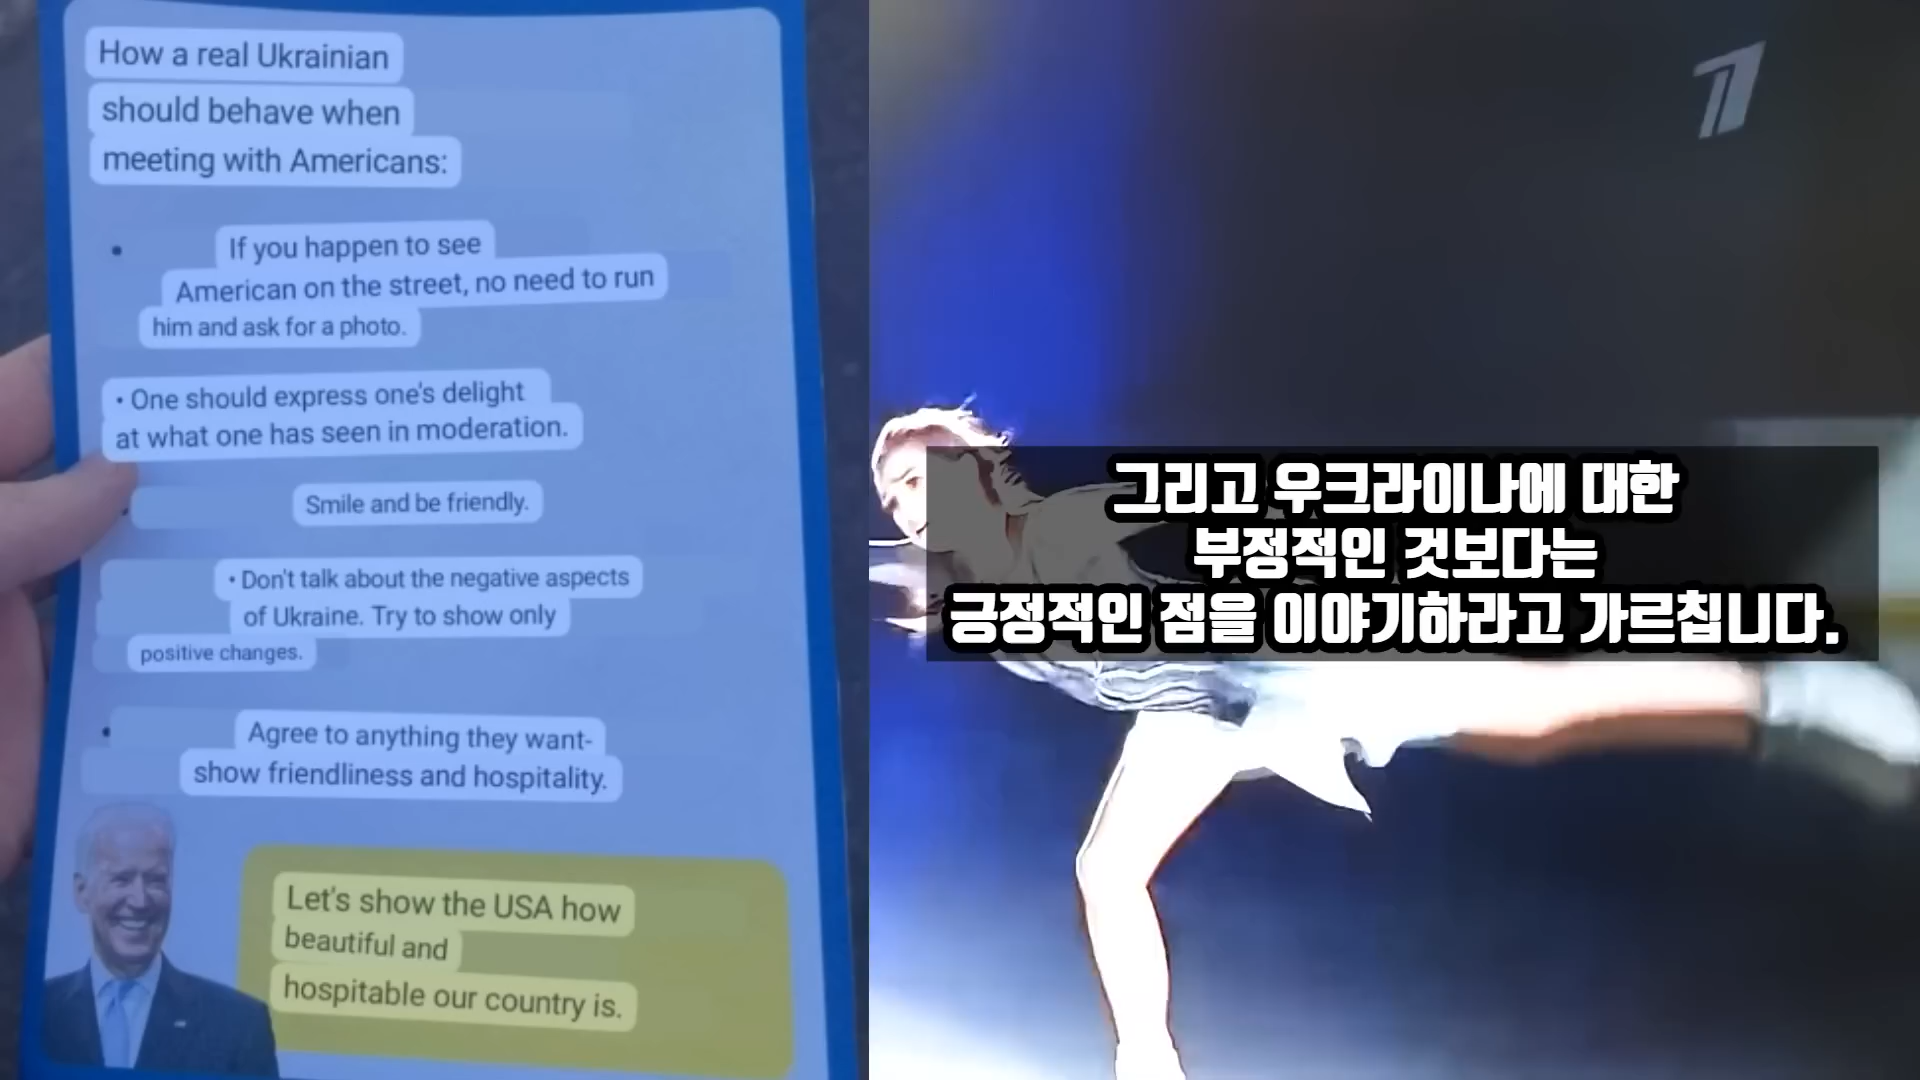 How a real Ukrainian
should behave when
meeting with Americans:
• If you happen to see
American on the street, no need to run
him and ask for a photo.
• One should express one's delight
at what one has seen in moderation.
Smile and be friendly.
• Don't talk about the negative aspects
of Ukraine. Try to show only
positive changes.
• Agree to anything they want-
show friendliness and hospitality.
Let's show the USA how
beautiful and
hospitable our country is.
1
그리고 우크라이나에 대한
부정적인 것보다는
긍정적인 점을 이야기하라고 가르칩니다.